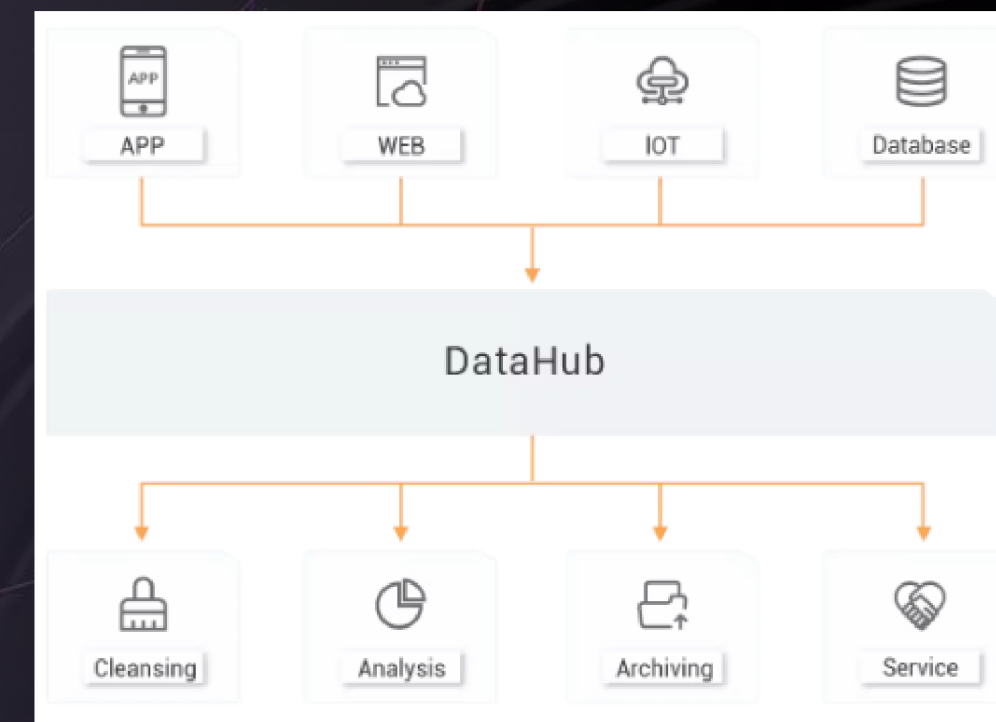 APP
APP
WEB
IOT
Database
DataHub
Cleansing
Analysis
Archiving
Service